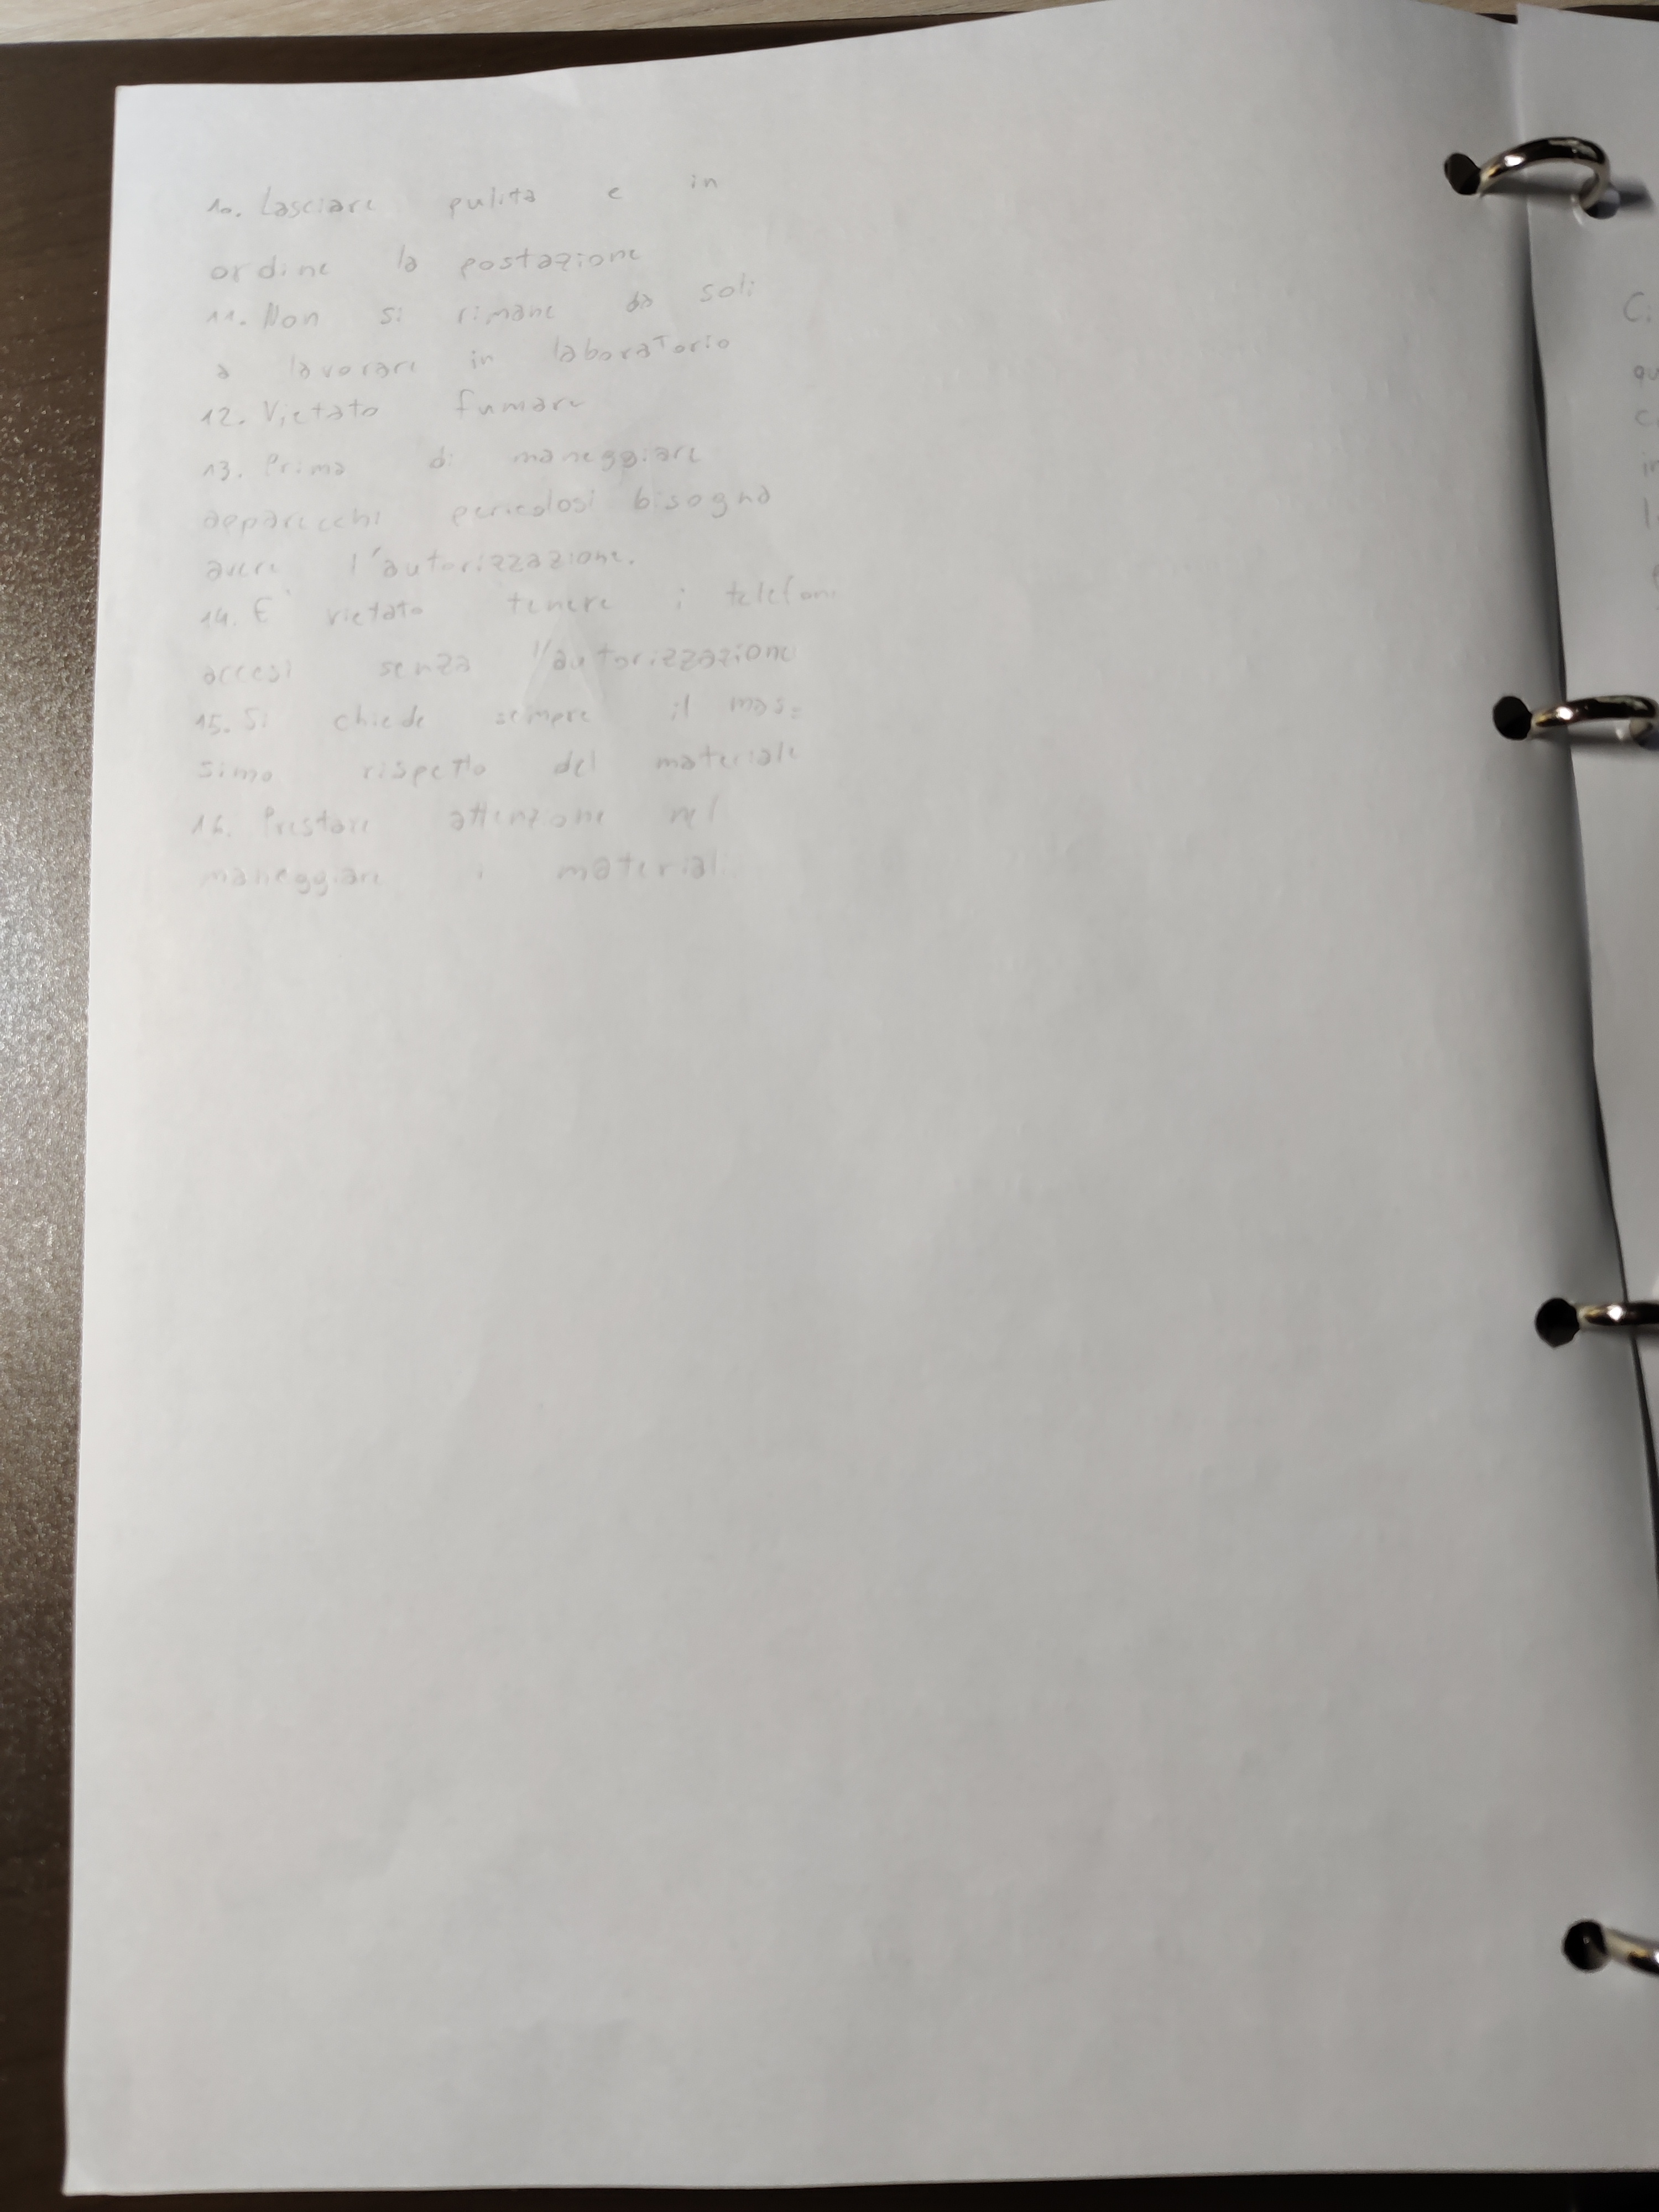 10. Lasciare pulita e in
ordine la postazione
11. Non si rimane da soli
a lavorare in laboratorio
12. Vietato fumare
13. Prima di maneggiare
apparecchi pericolosi bisogna
avere l'autorizzazione.
14. E' vietato tenere i telefoni
accesi senza l'autorizzazione
15. Si chiede sempre il mas=
simo rispetto del materiale
16. Prestare attenzione nel
maneggiare i materiali